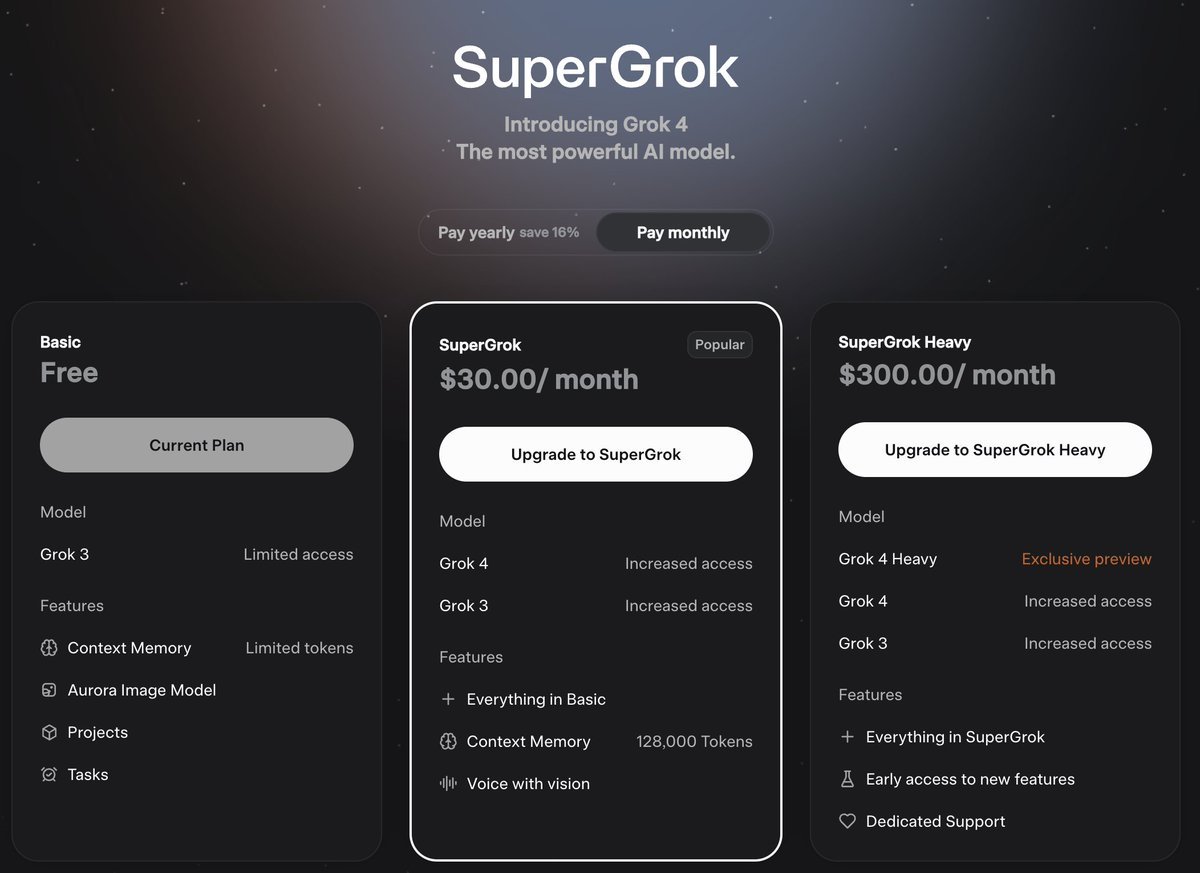 SuperGrok
Introducing Grok 4
The most powerful AI model.
Pay yearly save 16%
Pay monthly
Basic
Free
Current Plan
Model
Grok 3 Limited access
Features
Context Memory Limited tokens
Aurora Image Model
Projects
Tasks
SuperGrok Popular
$30.00/ month
Upgrade to SuperGrok
Model
Grok 4 Increased access
Grok 3 Increased access
Features
Everything in Basic
Context Memory 128,000 Tokens
Voice with vision
SuperGrok Heavy
$300.00/ month
Upgrade to SuperGrok Heavy
Model
Grok 4 Heavy Exclusive preview
Grok 4 Increased access
Grok 3 Increased access
Features
Everything in SuperGrok
Early access to new features
Dedicated Support